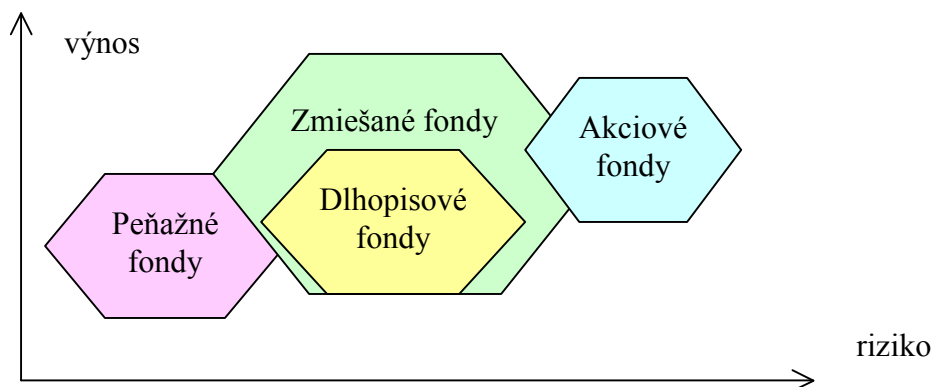 výnos
Zmiešané fondy
Akciové
fondy
Dlhopisové
fondy
Peňažné
fondy
riziko